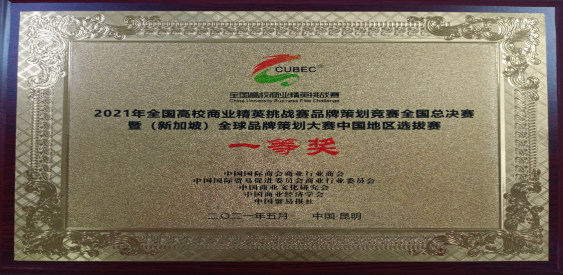 CUBEC
全国高校商业精英挑战赛
China University Business Elite Challenge
2021年全国高校商业精英挑战赛品牌策划竞赛全国总决赛
暨（新加坡）全球品牌策划大赛中国地区选拔赛
一等奖
中国国际商会商业行业商会
中国国际贸易促进委员会商业行业委员会
中国商业文化研究会
中国商业经济学会
中国贸易报社
二〇二一年五月 中国·昆明